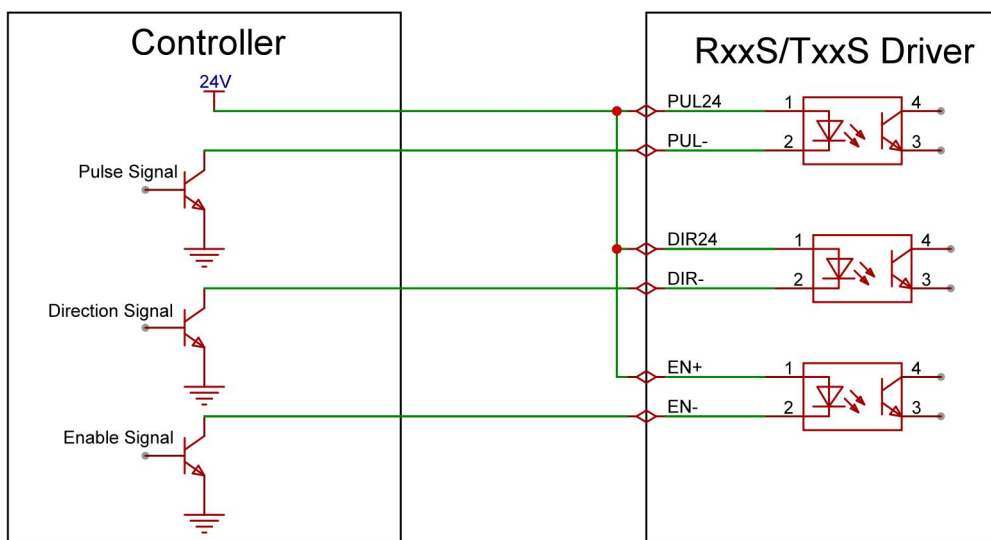 Controller
RxxS/TxxS Driver
24V
PUL24
1
4
PUL-
2
3
Pulse Signal
DIR24
1
4
DIR-
2
3
Direction Signal
EN+
1
4
EN-
2
3
Enable Signal